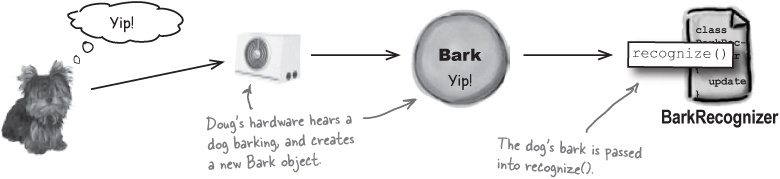 Yip!
Bark
Yip!
class
recognize()
update
}
BarkRecognizer
Doug's hardware hears a
dog barking, and creates
a new Bark object.
The dog's bark is passed
into recognize().